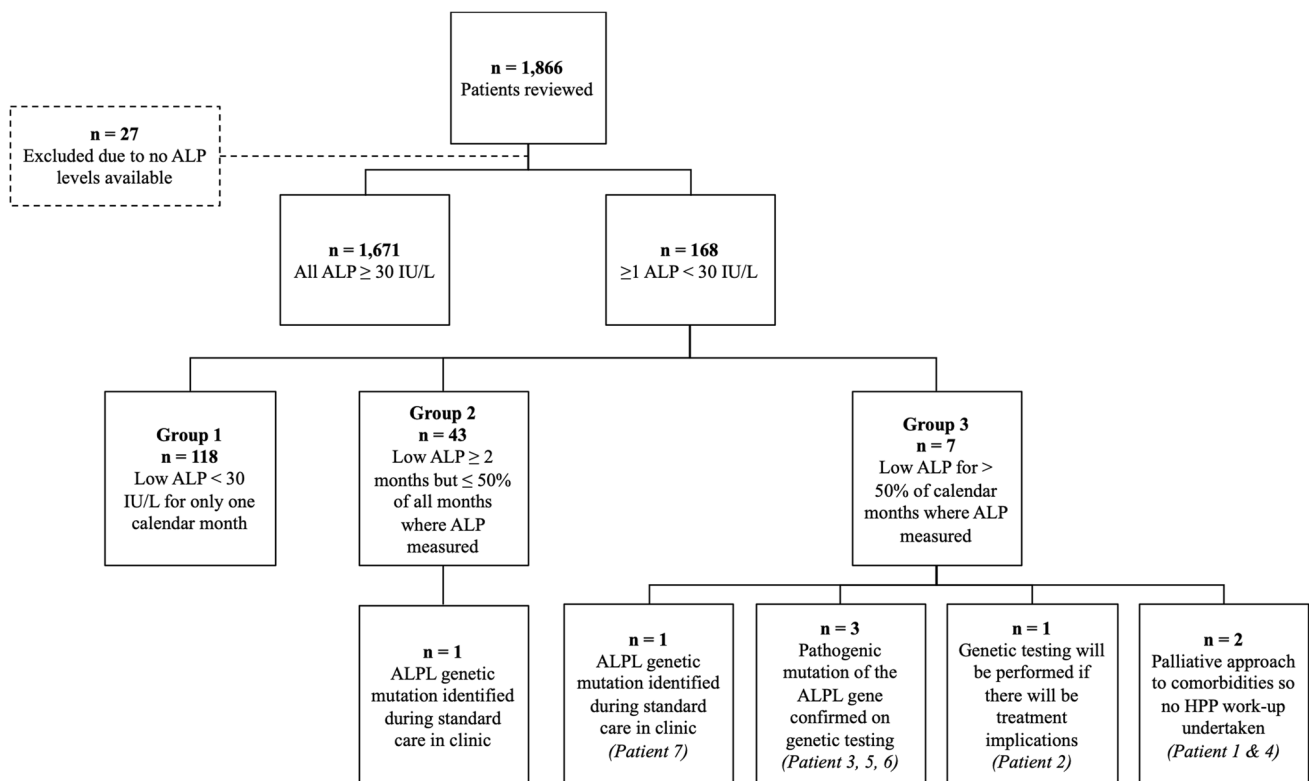 n = 1,866
Patients reviewed
n = 27
Excluded due to no ALP
levels available
n = 1,671
All ALP ≥ 30 IU/L
n = 168
≥1 ALP < 30 IU/L
Group 1
n = 118
Low ALP < 30
IU/L for only one
calendar month
Group 2
n = 43
Low ALP ≥ 2
months but ≤ 50%
of all months
where ALP
measured
Group 3
n = 7
Low ALP for >
50% of calendar
months where ALP
measured
n = 1
ALPL genetic
mutation identified
during standard
care in clinic
n = 1
ALPL genetic
mutation identified
during standard
care in clinic
(Patient 7)
n = 3
Pathogenic
mutation of the
ALPL gene
confirmed on
genetic testing
(Patient 3, 5, 6)
n = 1
Genetic testing will
be performed if
there will be
treatment
implications
(Patient 2)
n = 2
Palliative approach
to comorbidities so
no HPP work-up
undertaken
(Patient 1 & 4)